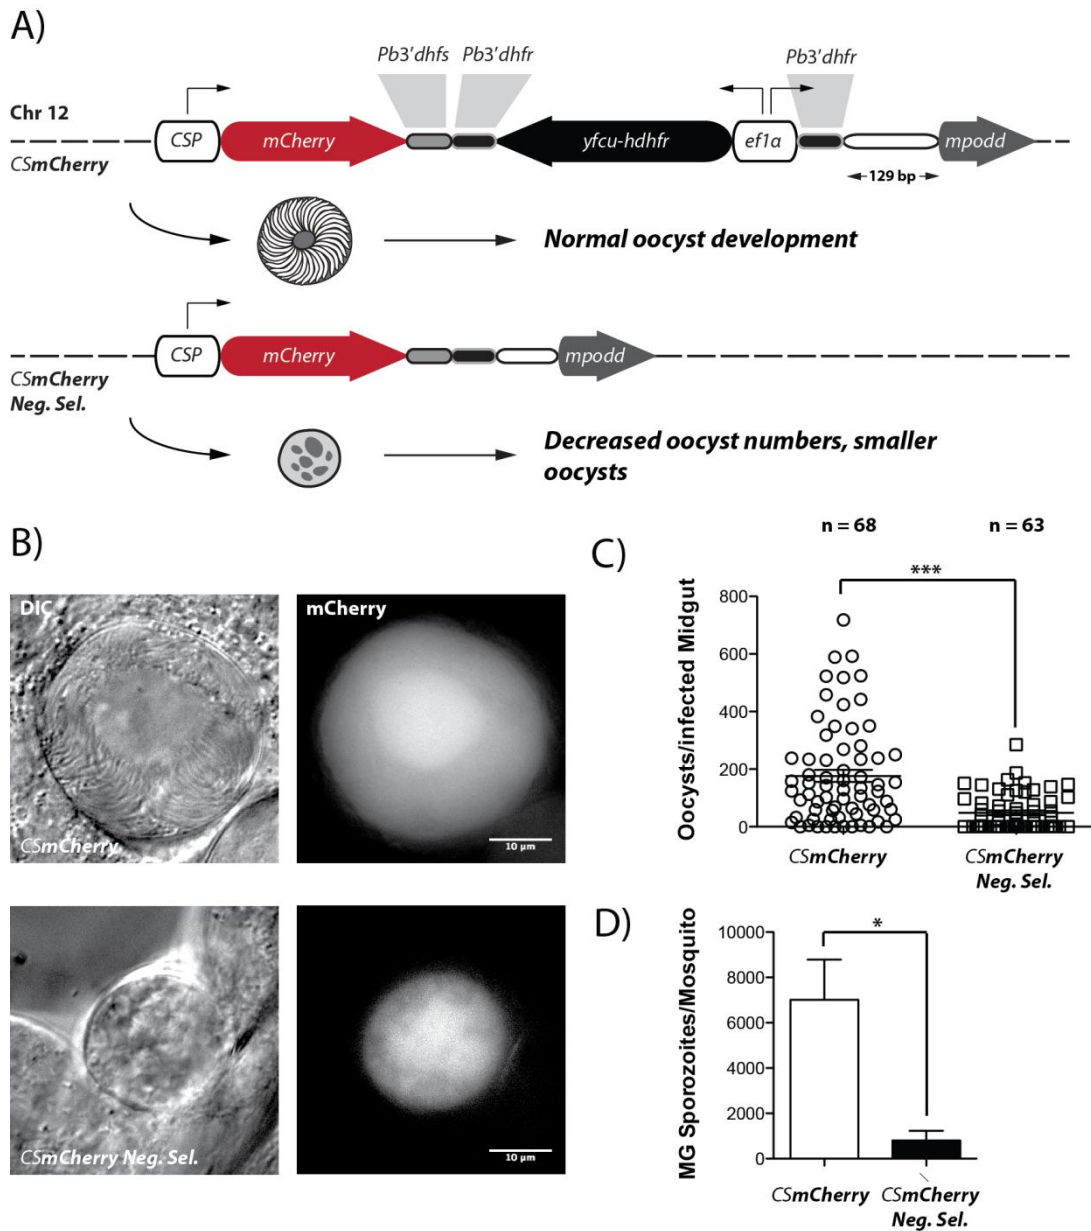 A)
Pb3'dhfs Pb3'dhfr Pb3'dhfr
Chr 12
CSP mCherry yfcu-hdhfr ef1α mpodd
CSmCherry
129 bp
Normal oocyst development
CSP mCherry mpodd
CSmCherry
Neg. Sel.
Decreased oocyst numbers, smaller
oocysts
B)
DIC
mCherry
CSmCherry
10 µm
CSmCherry Neg. Sel.
10 µm
C)
n = 68 n = 63
***
Oocysts/infected Midgut
800
600
400
200
0
CSmCherry CSmCherry
Neg. Sel.
D)
*
MG Sporozoites/Mosquito
10000
8000
6000
4000
2000
0
CSmCherry CSmCherry
Neg. Sel.